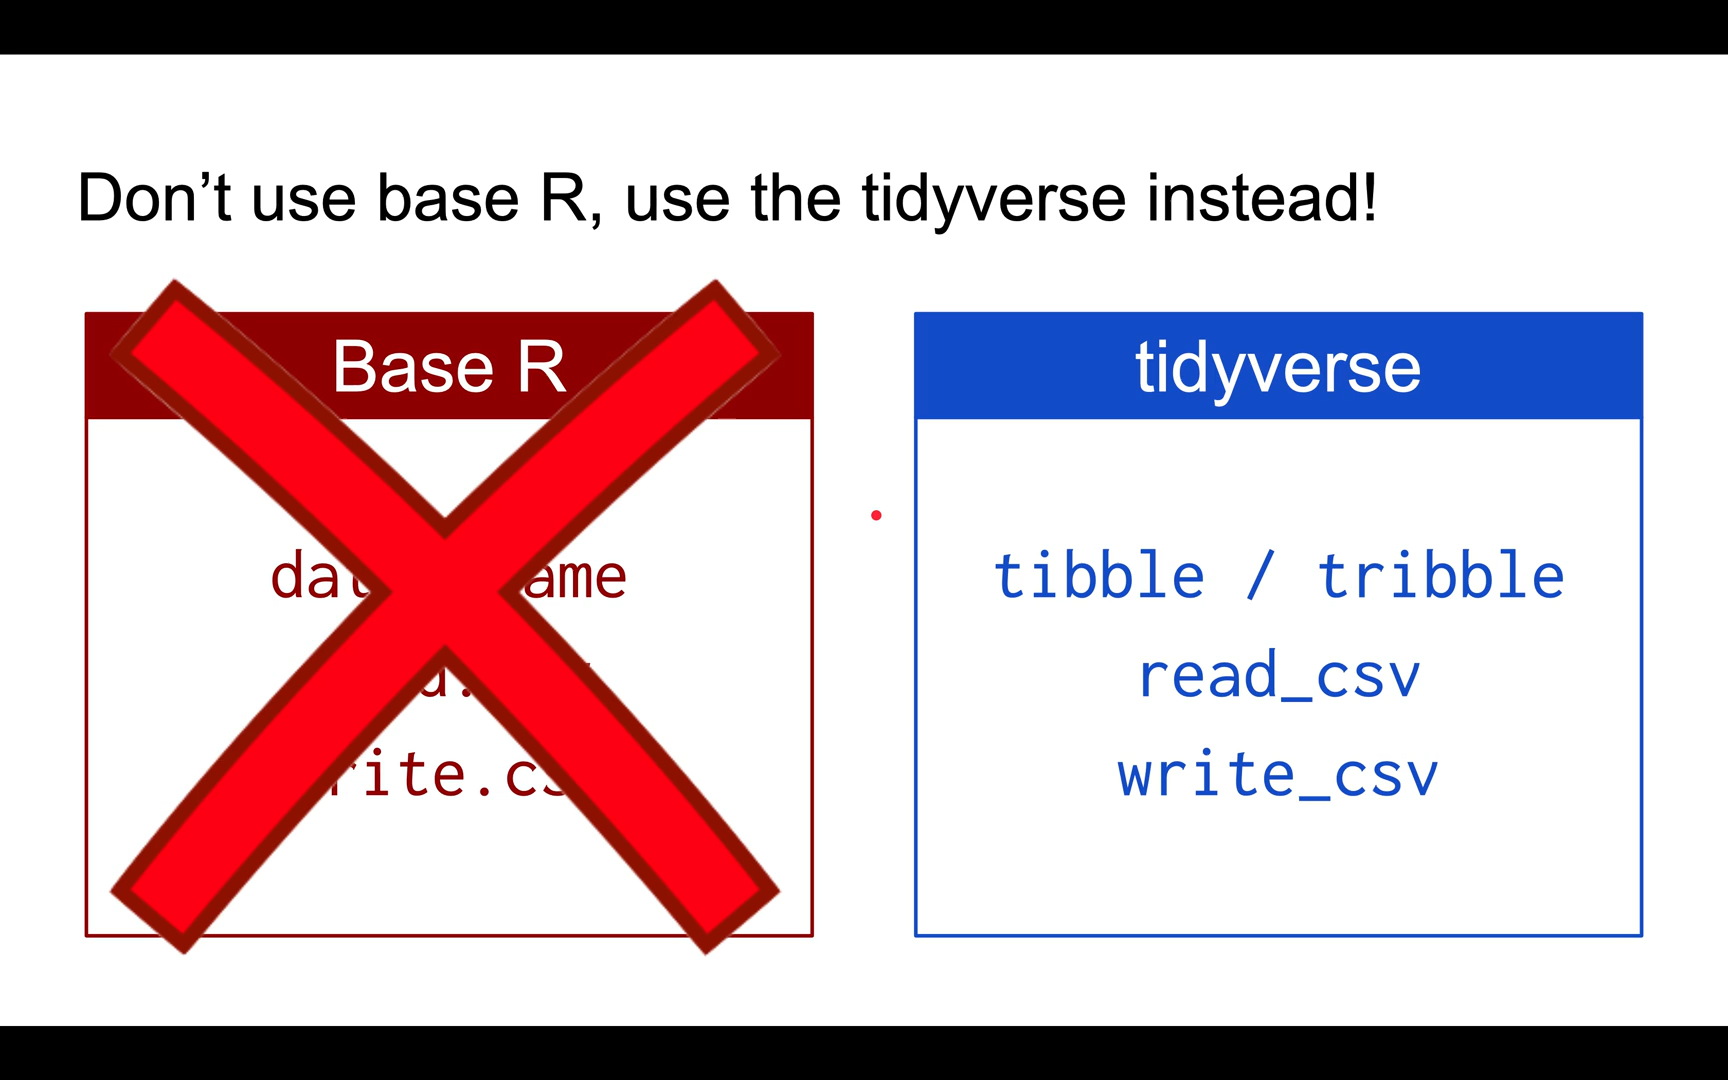 Don’t use base R, use the tidyverse instead!
Base R
tidyverse
tibble / tribble
read_csv
write_csv